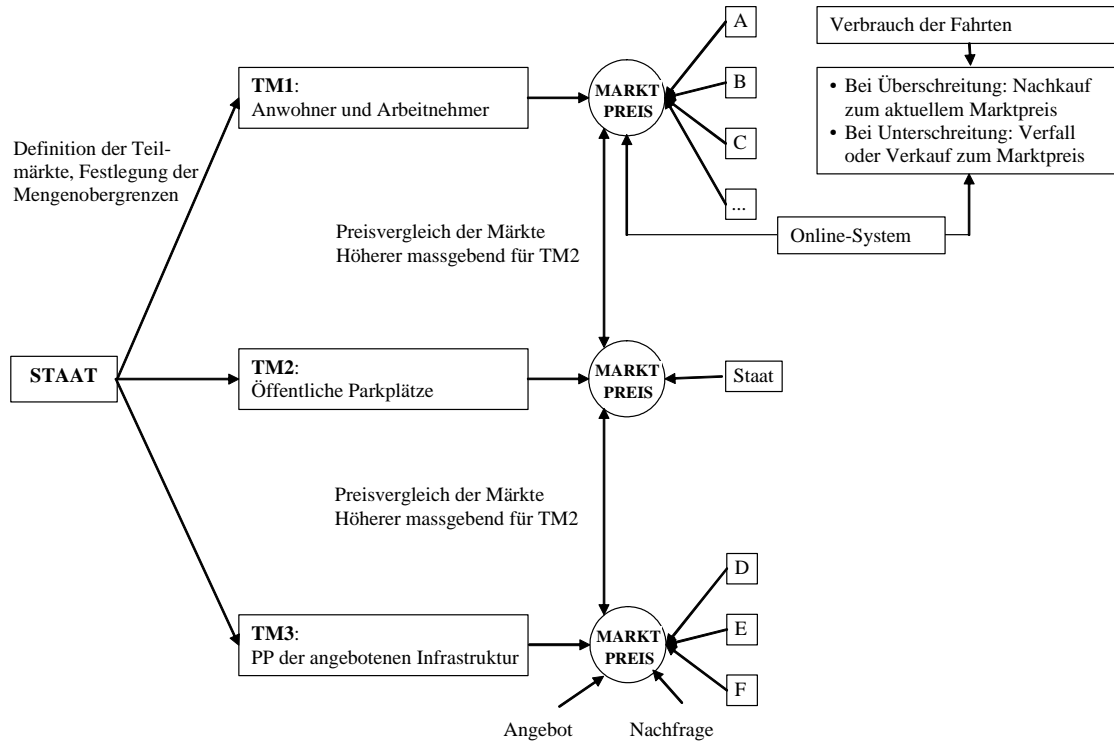 A
Verbrauch der Fahrten
TM1:
Anwohner und Arbeitnehmer
MARKT
PREIS
B
C
...
• Bei Überschreitung: Nachkauf
zum aktuellem Marktpreis
• Bei Unterschreitung: Verfall
oder Verkauf zum Marktpreis
Definition der Teil-
märkte, Festlegung der
Mengenobergrenzen
Preisvergleich der Märkte
Höherer massgebend für TM2
Online-System
STAAT
TM2:
Öffentliche Parkplätze
MARKT
PREIS
Staat
Preisvergleich der Märkte
Höherer massgebend für TM2
TM3:
PP der angebotenen Infrastruktur
MARKT
PREIS
D
E
F
Angebot
Nachfrage